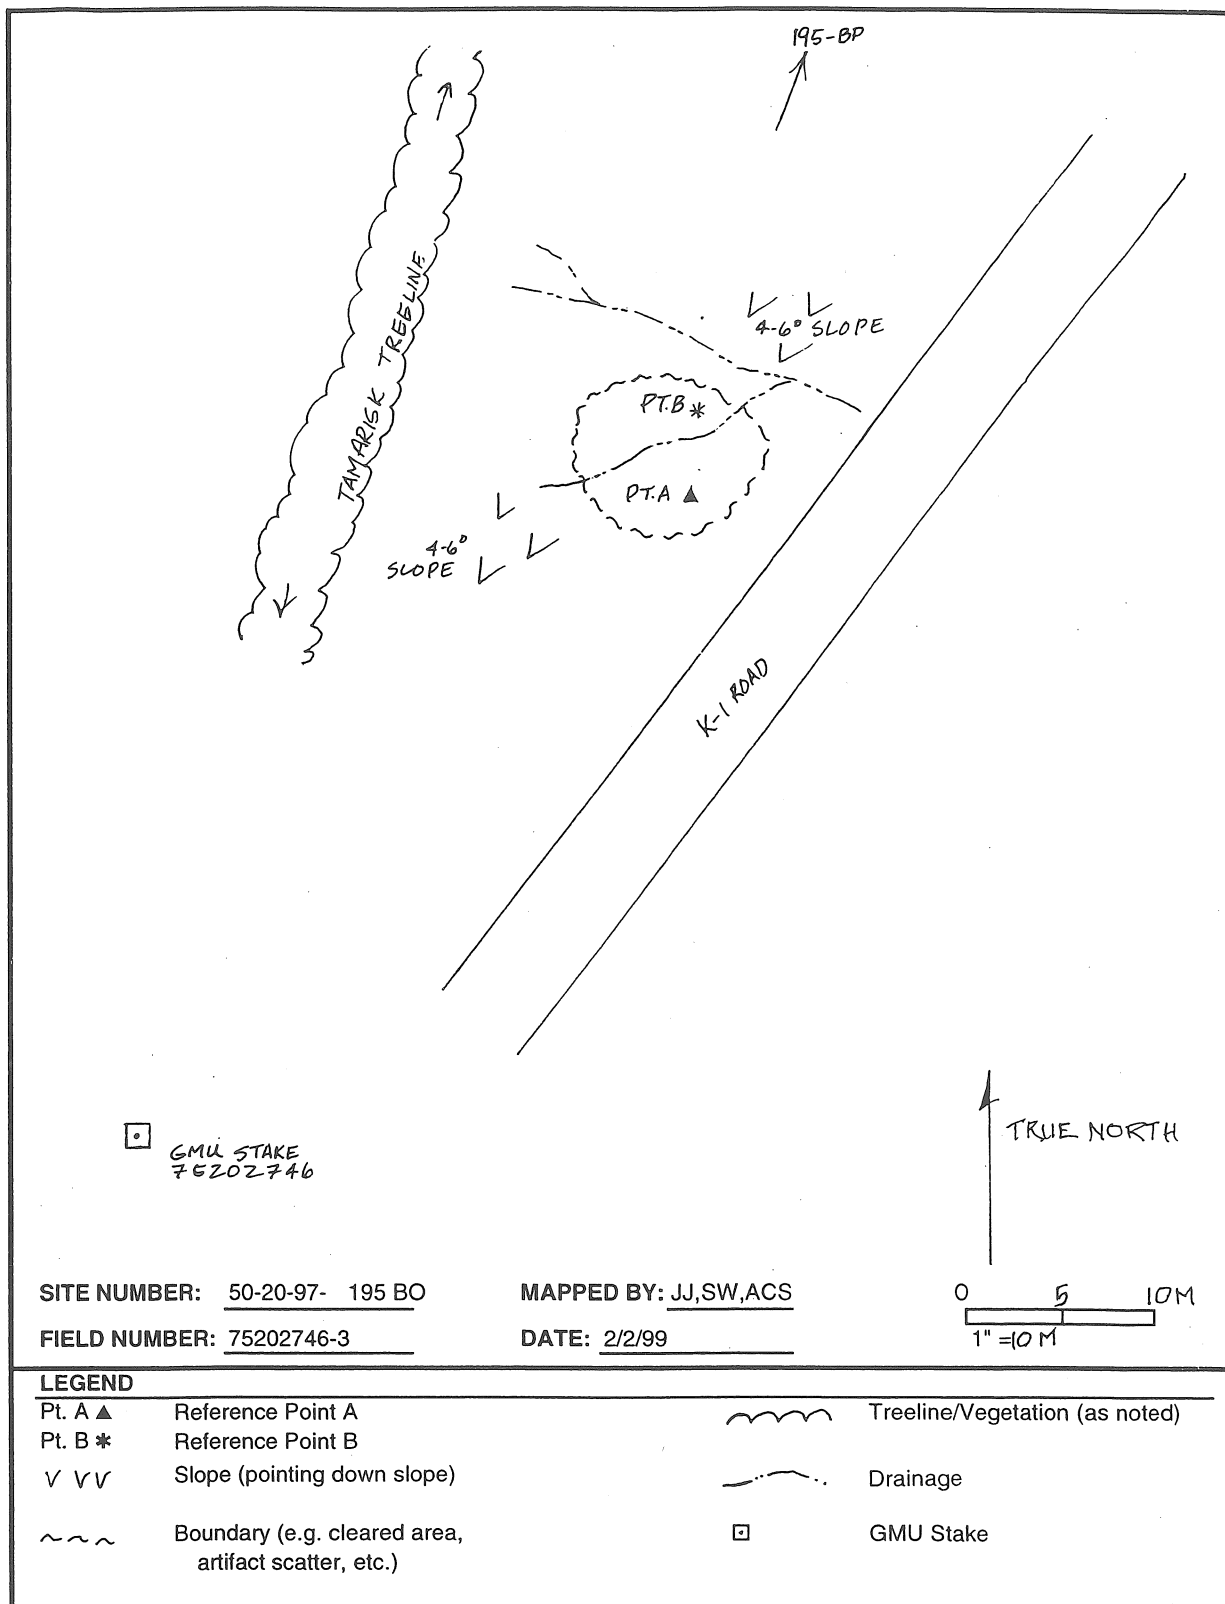 195-BP
TAMARISK TREELINE
4-6° SLOPE
PT.B
PT.A
4-6°
SLOPE
K-1 ROAD
GMU STAKE
75202746
TRUE NORTH
SITE NUMBER: 50-20-97- 195 BO
MAPPED BY: JJ,SW,ACS
0 5 10M
FIELD NUMBER: 75202746-3
DATE: 2/2/99
1" =10 M
LEGEND
Pt. A Reference Point A
Treeline/Vegetation (as noted)
Pt. B Reference Point B
Slope (pointing down slope)
Drainage
Boundary (e.g. cleared area,
artifact scatter, etc.)
GMU Stake